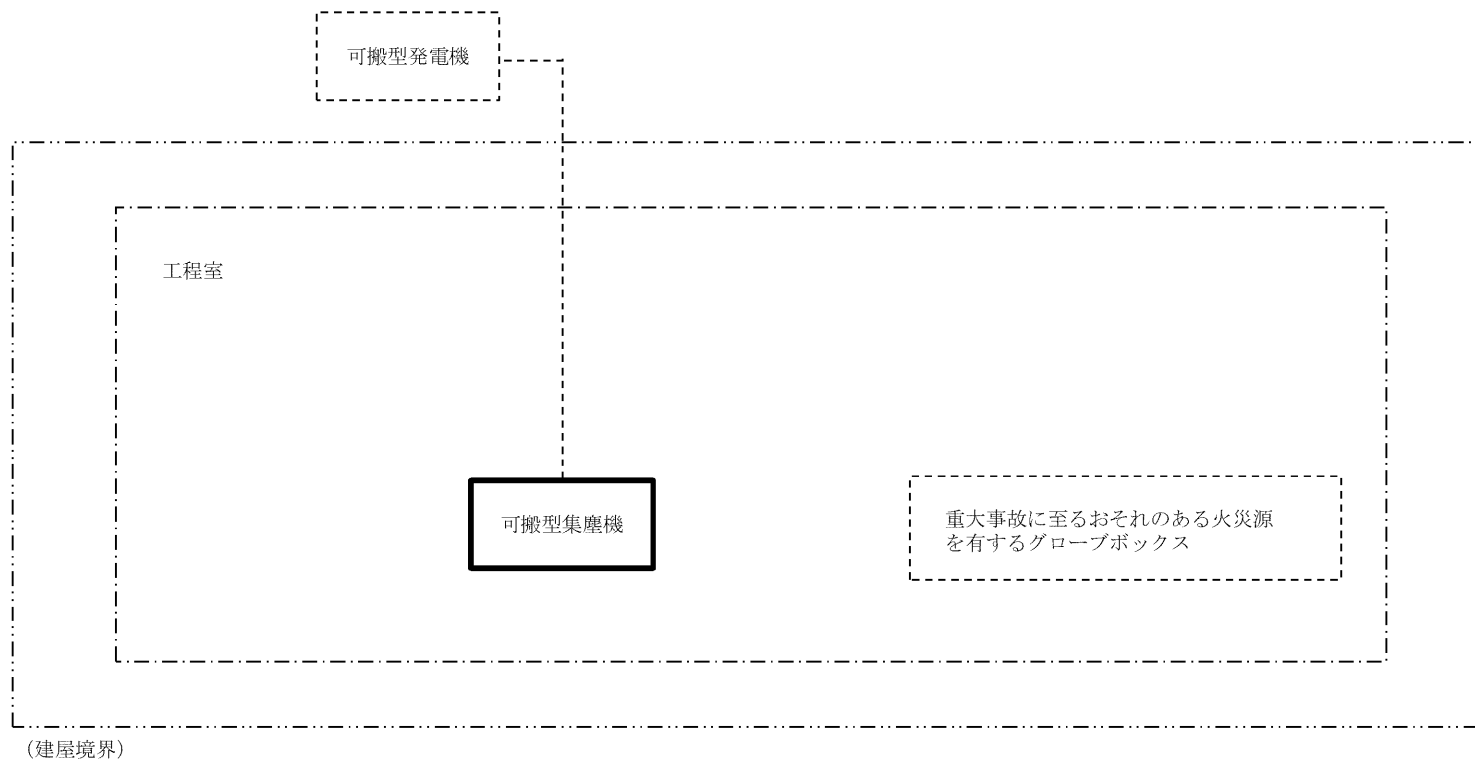 可搬型発電機
工程室
可搬型集塵機
重大事故に至るおそれのある火災源
を有するグローブボックス
（建屋境界）